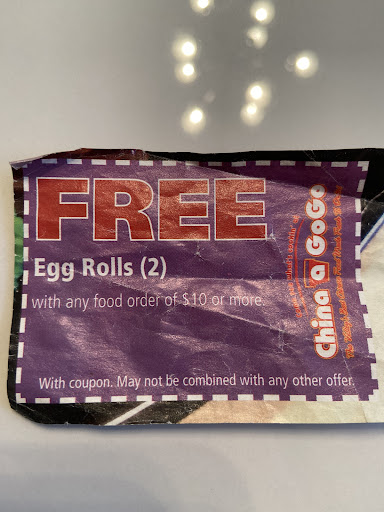 FREE
Egg Rolls (2)
with any food order of $10 or more.
With coupon. May not be combined with any other offer.
China a GoGo